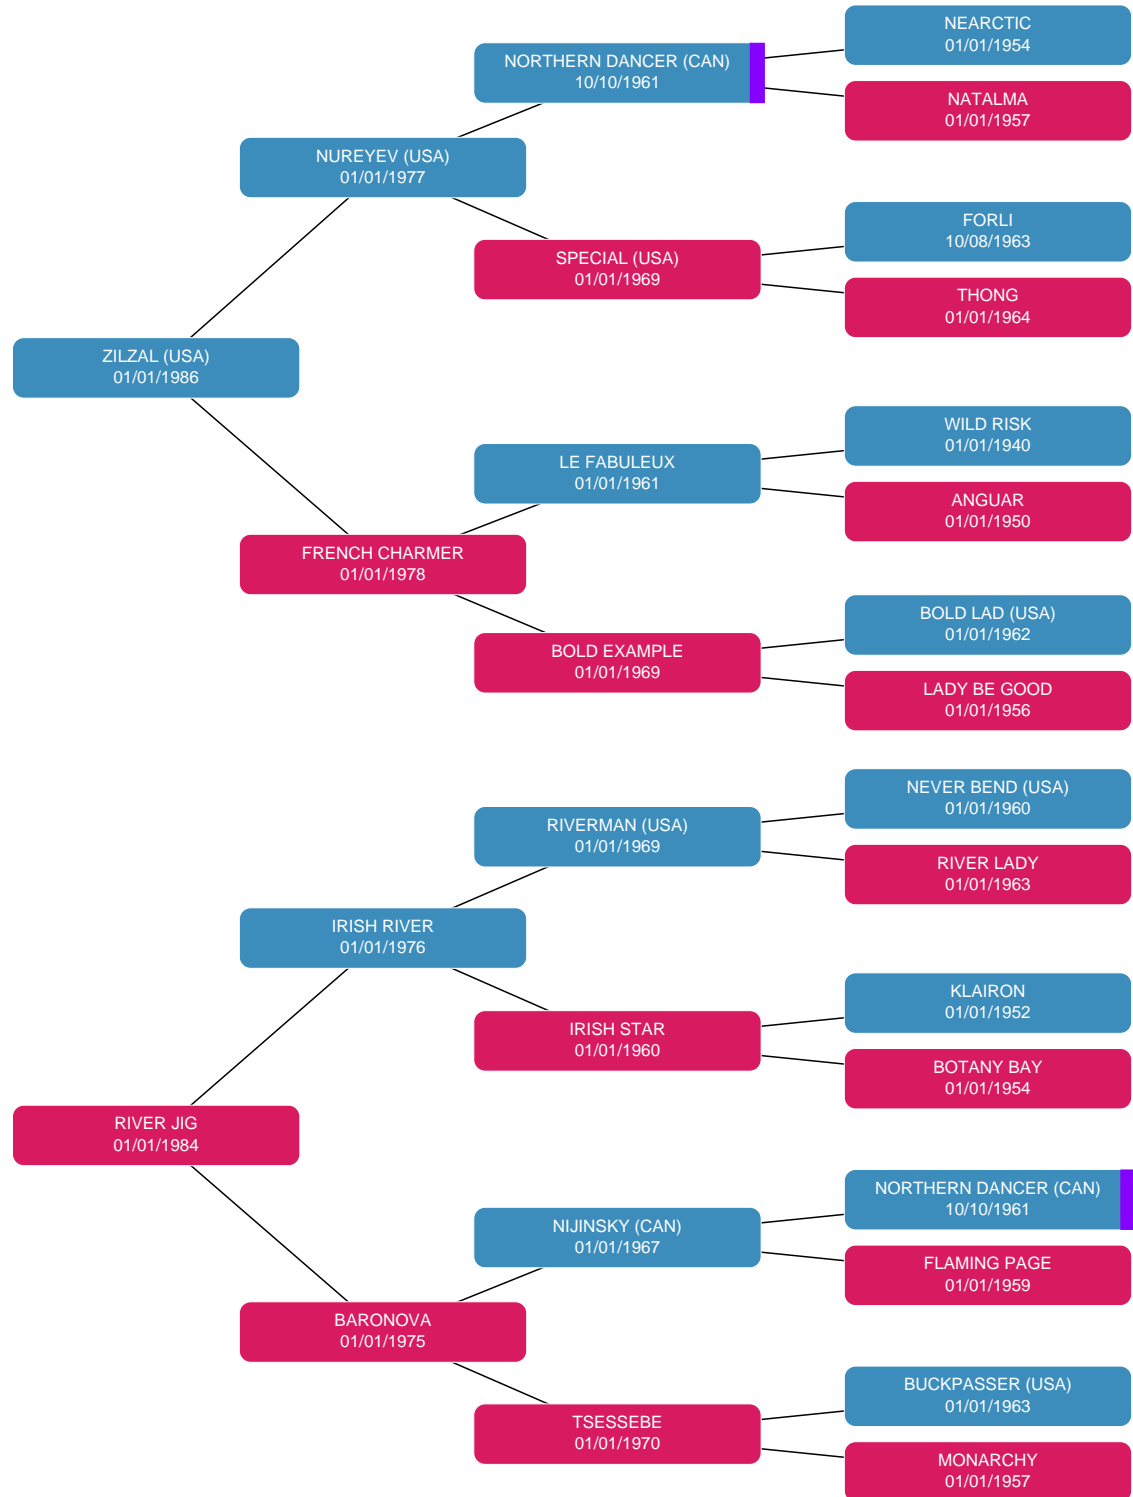 NEARCTIC
01/01/1954
NORTHERN DANCER (CAN)
10/10/1961
NATALMA
01/01/1957
NUREYEV (USA)
01/01/1977
FORLI
10/08/1963
SPECIAL (USA)
01/01/1969
THONG
01/01/1964
ZILZAL (USA)
01/01/1986
WILD RISK
01/01/1940
LE FABULEUX
01/01/1961
ANGUAR
01/01/1950
FRENCH CHARMER
01/01/1978
BOLD LAD (USA)
01/01/1962
BOLD EXAMPLE
01/01/1969
LADY BE GOOD
01/01/1956
NEVER BEND (USA)
01/01/1960
RIVERMAN (USA)
01/01/1969
RIVER LADY
01/01/1963
IRISH RIVER
01/01/1976
KLAIRON
01/01/1952
IRISH STAR
01/01/1960
BOTANY BAY
01/01/1954
RIVER JIG
01/01/1984
NORTHERN DANCER (CAN)
10/10/1961
NIJINSKY (CAN)
01/01/1967
FLAMING PAGE
01/01/1959
BARONOVA
01/01/1975
BUCKPASSER (USA)
01/01/1963
TSESSEBE
01/01/1970
MONARCHY
01/01/1957